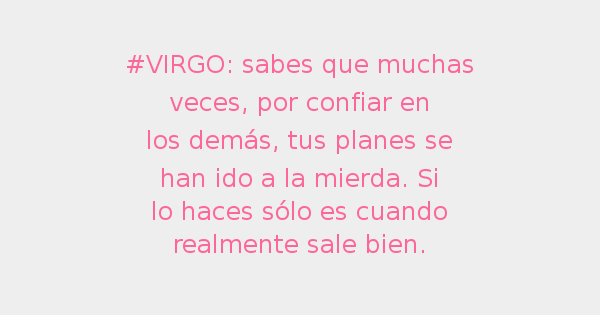 #VIRGO: sabes que muchas
veces, por confiar en
los demás, tus planes se
han ido a la mierda. Si
lo haces sólo es cuando
realmente sale bien.